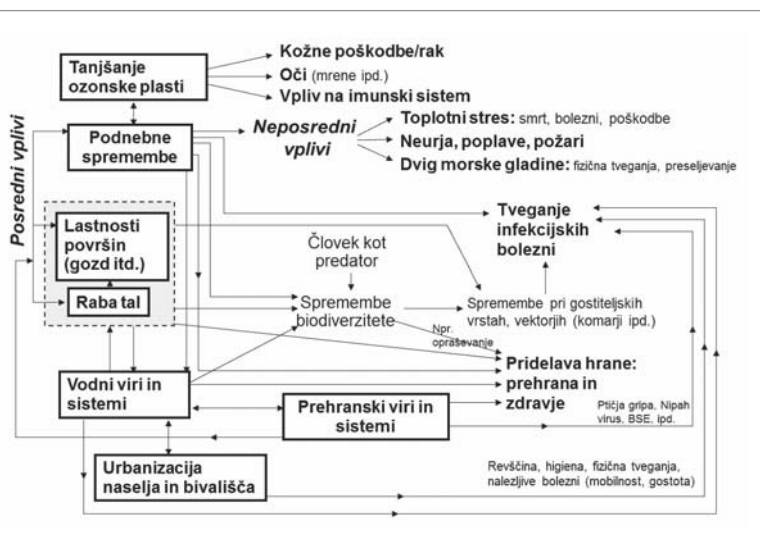 Tanjšanje
ozonske plasti
Kožne poškodbe/rak
Oči (mrene ipd.)
Vpliv na imunski sistem
Posredni vplivi
Podnebne
spremembe
Neposredni
vplivi
Toplotni stres: smrt, bolezni, poškodbe
Neurja, poplave, požari
Dvig morske gladine: fizična tveganja, preseljevanje
Lastnosti
površin
(gozd itd.)
Raba tal
Človek kot
predator
Tveganje
infekcijskih
bolezni
Spremembe
biodiverzitete
Spremembe pri gostiteljskih
vrstah, vektorjih (komarji ipd.)
Npr.
opraševanje
Vodni viri in
sistemi
Pridelava hrane:
prehrana in
zdravje
Prehranski viri in
sistemi
Ptičja gripa, Nipah
virus, BSE, ipd.
Urbanizacija
naselja in bivališča
Revščina, higiena, fizična tveganja,
nalezljive bolezni (mobilnost, gostota)